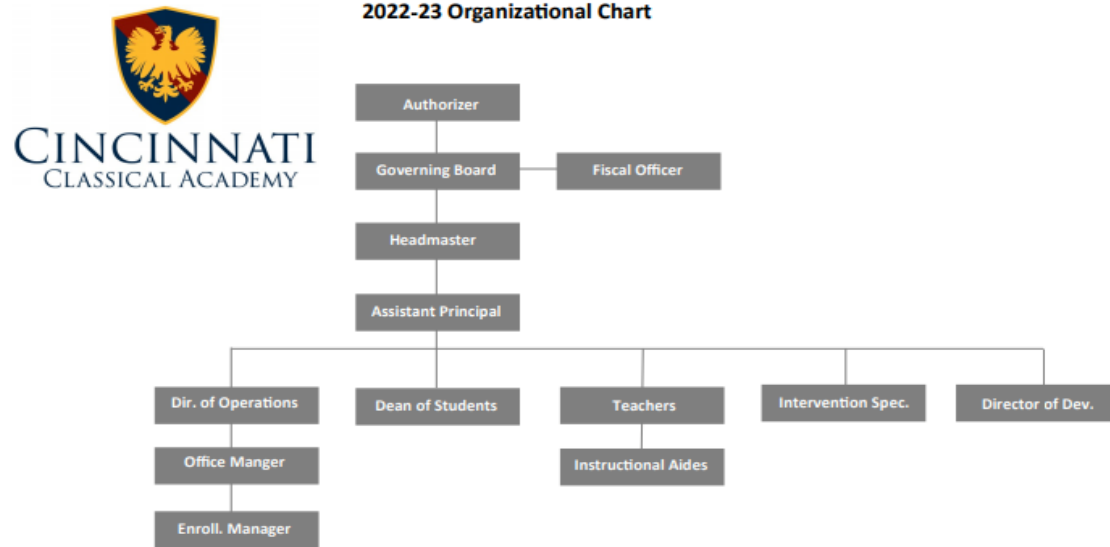 2022-23 Organizational Chart
CINCINNATI
CLASSICAL ACADEMY
Authorizer
Governing Board
Fiscal Officer
Headmaster
Assistant Principal
Dir. of Operations
Dean of Students
Teachers
Intervention Spec.
Director of Dev.
Office Manger
Instructional Aides
Enroll. Manager